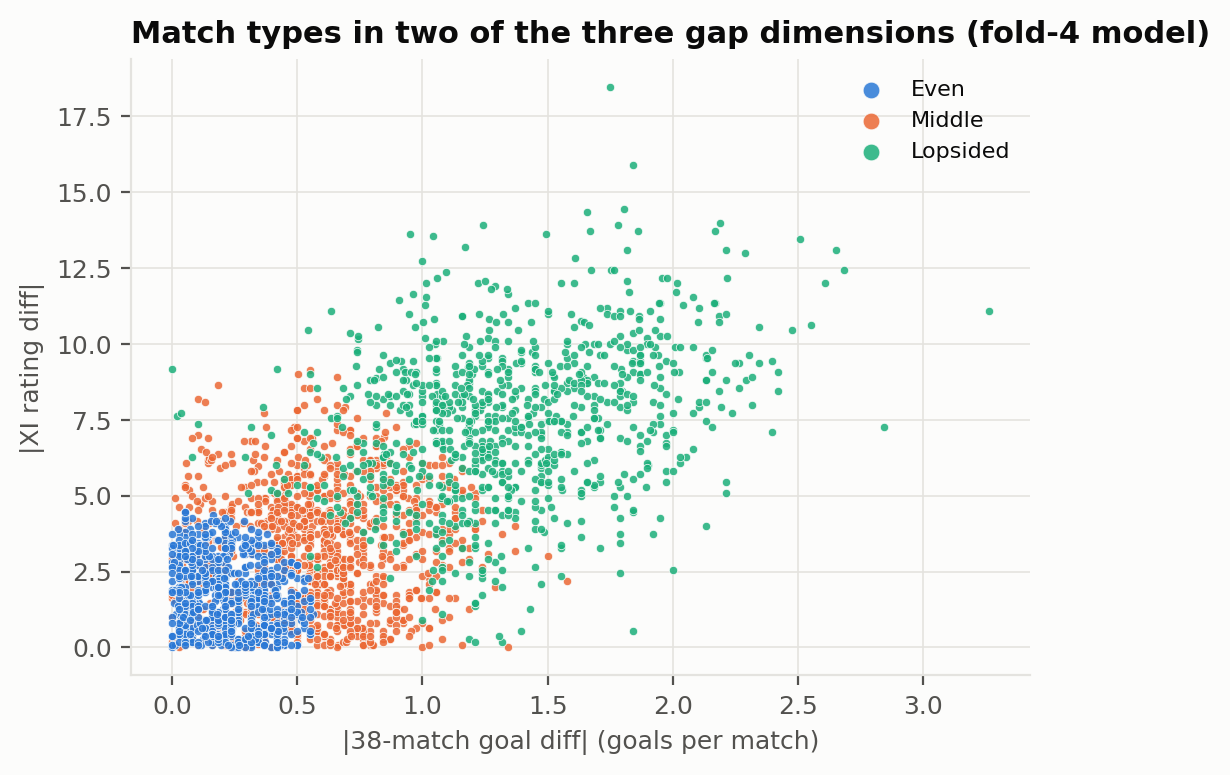 Match types in two of the three gap dimensions (fold-4 model)
Even
Middle
Lopsided
17.5
15.0
12.5
10.0
7.5
5.0
2.5
0.0
|XI rating diff|
0.0 0.5 1.0 1.5 2.0 2.5 3.0
|38-match goal diff| (goals per match)